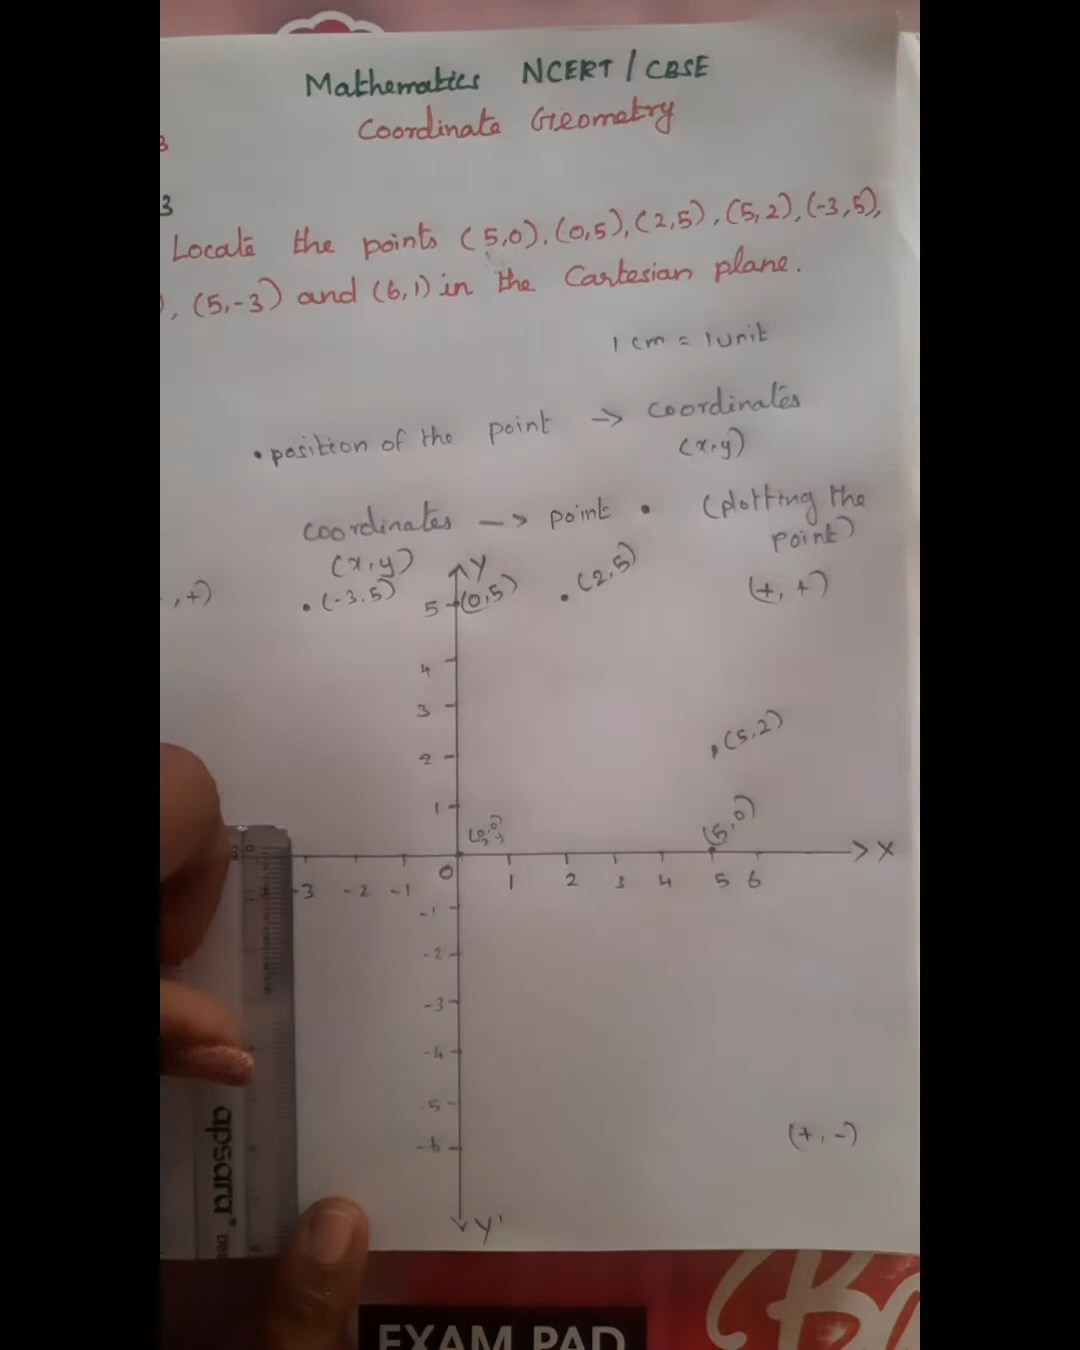 Mathematics NCERT / CBSE
Coordinate Geometry
3
3
Locate the points (5,0), (0,5), (2,5), (5,2), (-3,5),
), (5,-3) and (6,1) in the Cartesian plane.
1 cm = 1 unit
• position of the point → coordinates
(x,y)
coordinates --> point • (plotting the
point)
(x,y)
Y
,+)
• (-3,5)
5 (0,5)
• (2,5)
(+, +)
4
3
(5,2)
2
1
(0,0)
(5,0)
X
0
-3 -2 -1 1 2 3 4 5 6
-1
-2
-3
-4
-5
-6
(+, -)
Y'
apsara
EXAM PAD